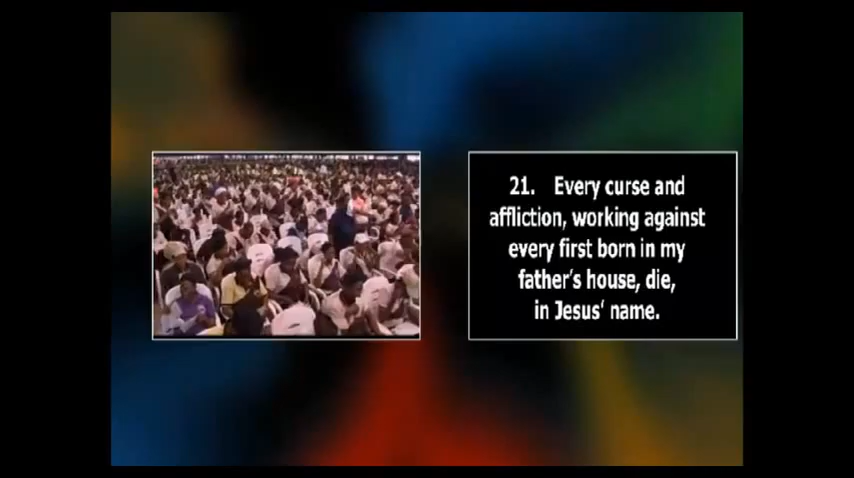 21. Every curse and
affliction, working against
every first born in my
father's house, die,
in Jesus' name.